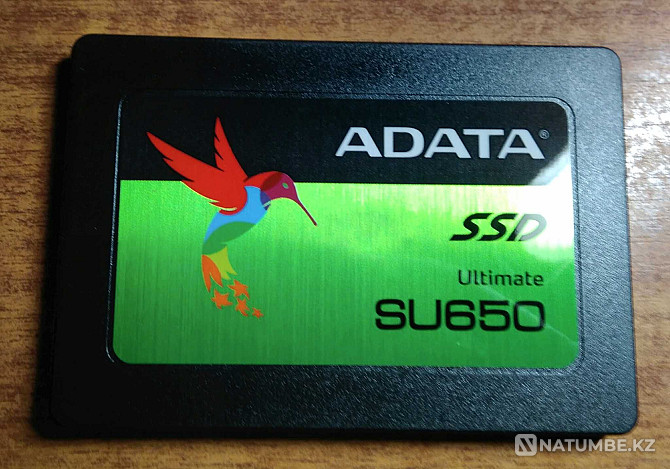 ADATA®
SSD
Ultimate
SU650
NATUMBE.KZ